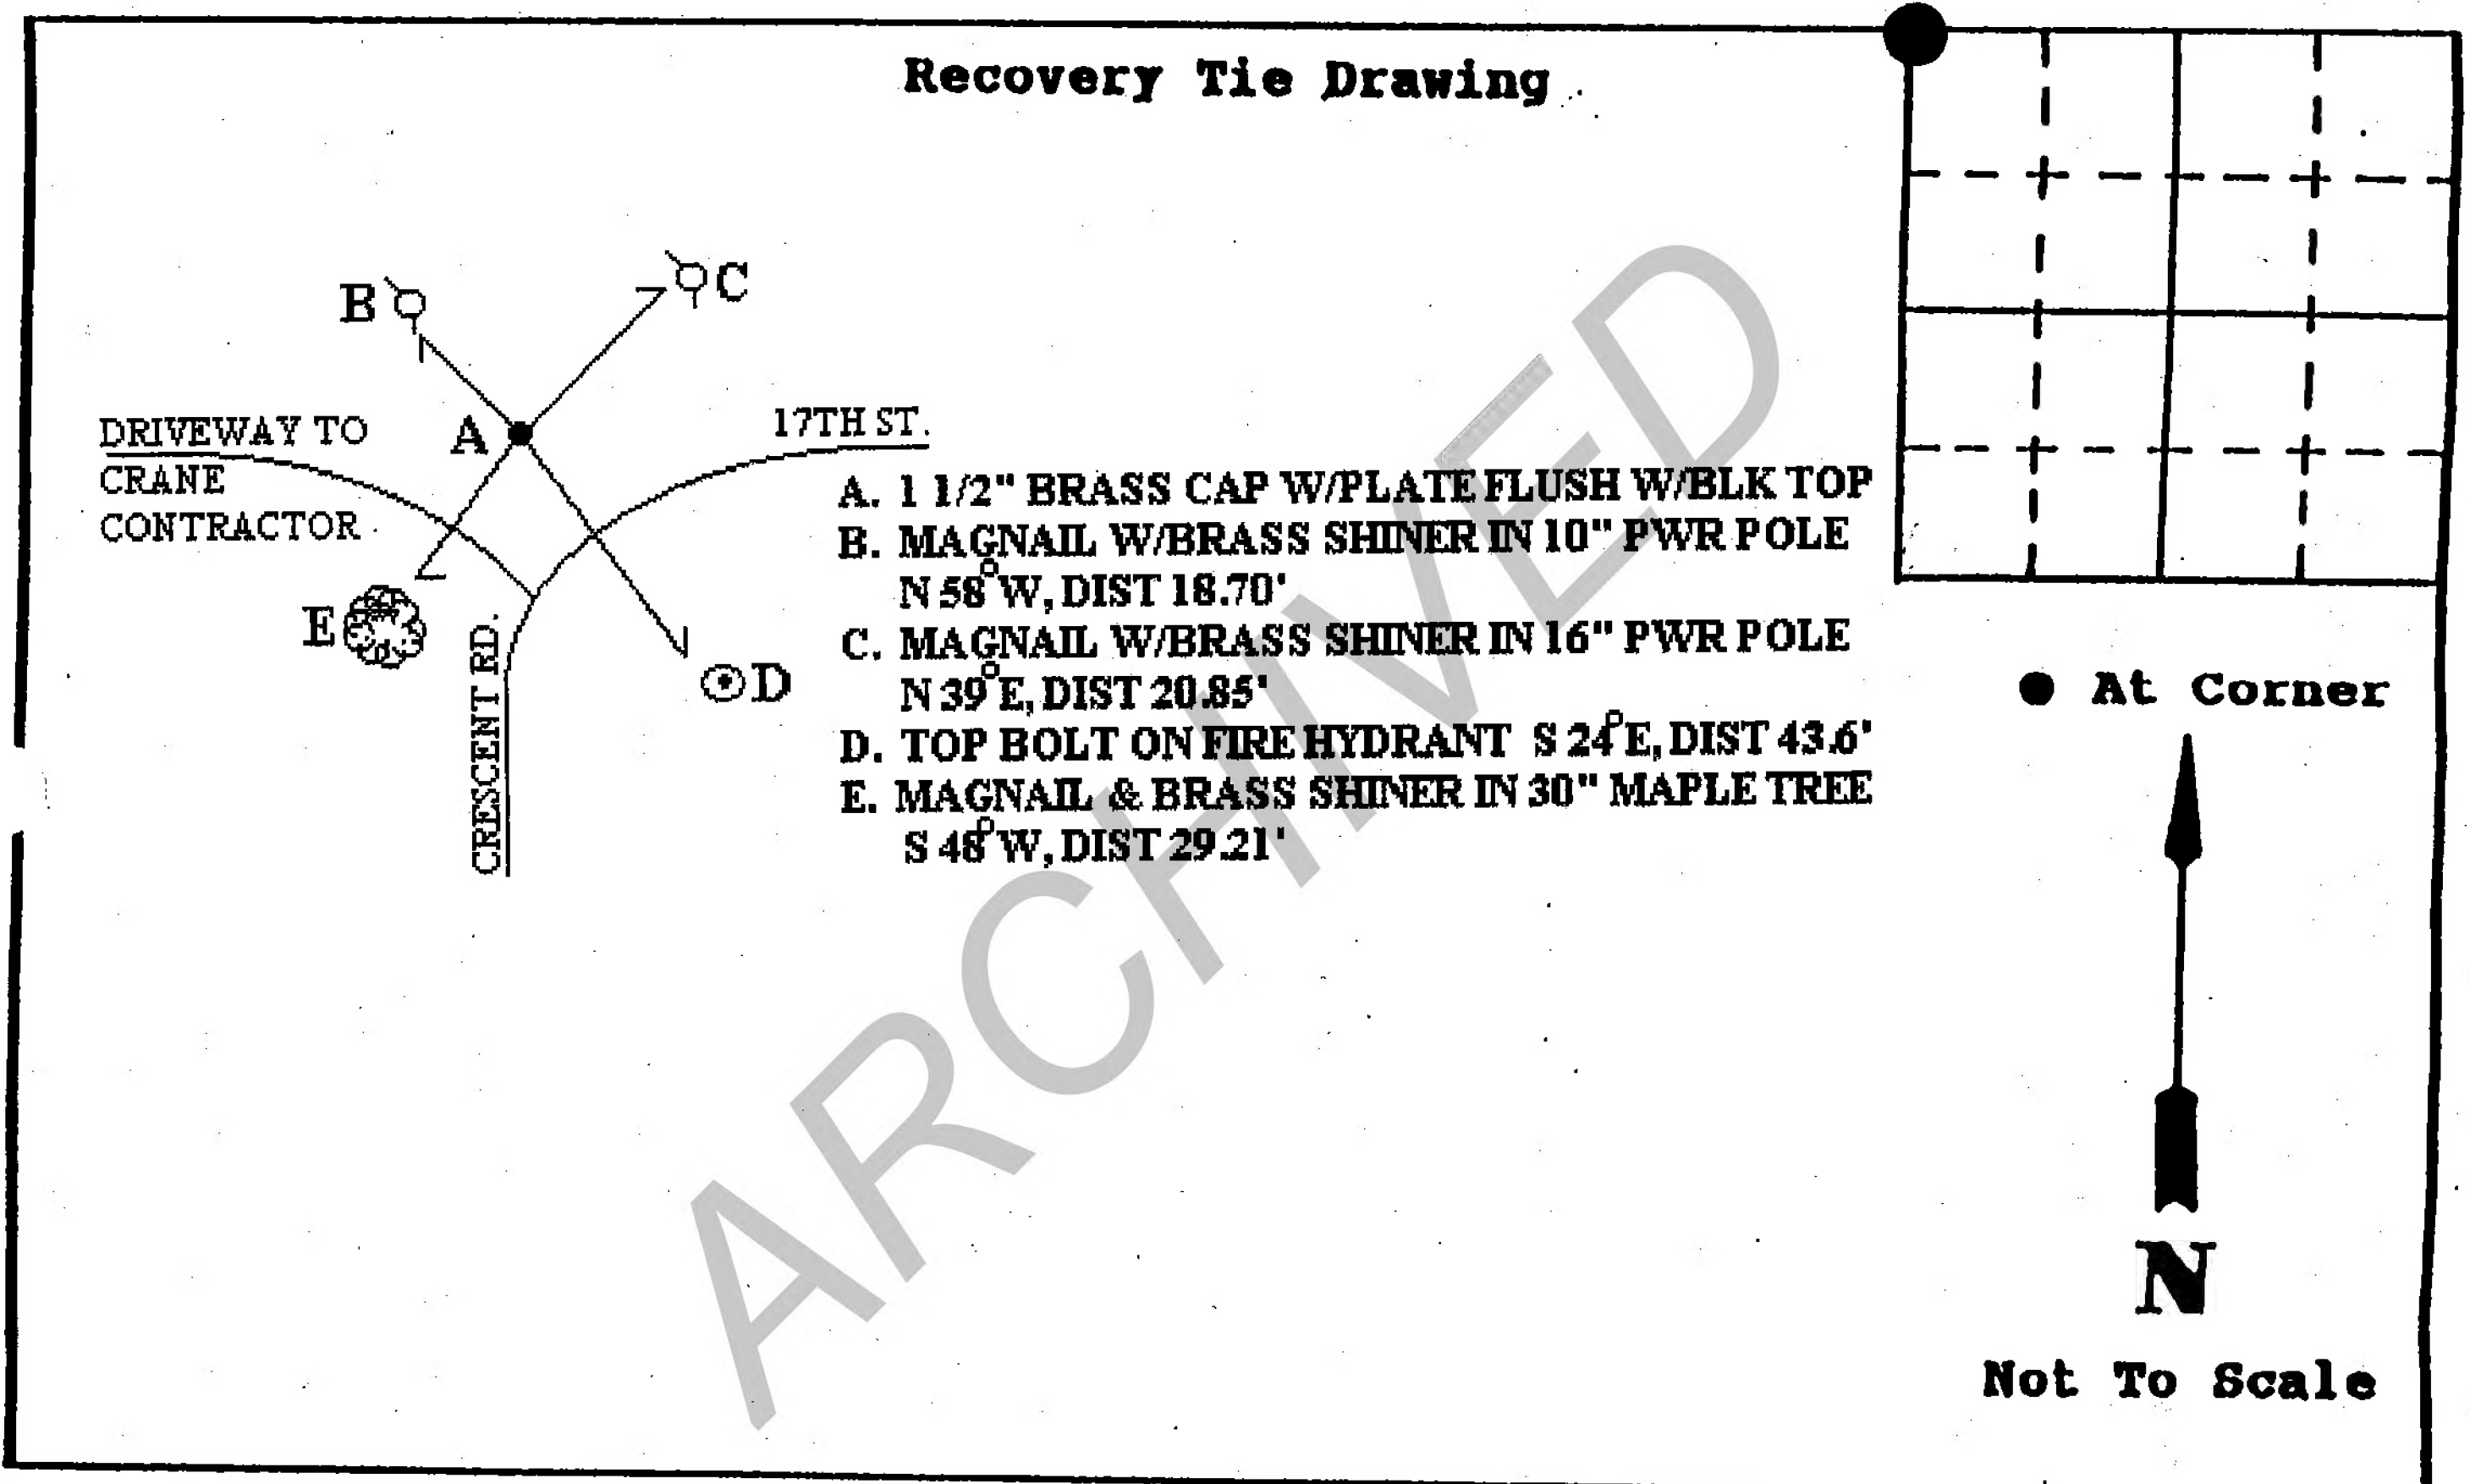 Recovery Tie Drawing
B
C
A
DRIVEWAY TO
CRANE
CONTRACTOR
17TH ST.
E
D
CRESCENT RD.
A. 1 1/2" BRASS CAP W/PLATE FLUSH W/BLK TOP
B. MAGNAIL W/BRASS SHINER IN 10" PWR POLE
N 58° W, DIST 18.70'
C. MAGNAIL W/BRASS SHINER IN 16" PWR POLE
N 39° E, DIST 20.85'
D. TOP BOLT ON FIRE HYDRANT S 24° E, DIST 43.6'
E. MAGNAIL & BRASS SHINER IN 30" MAPLE TREE
S 48° W, DIST 29.21'
● At Corner
N
Not To Scale
ARCHIVED